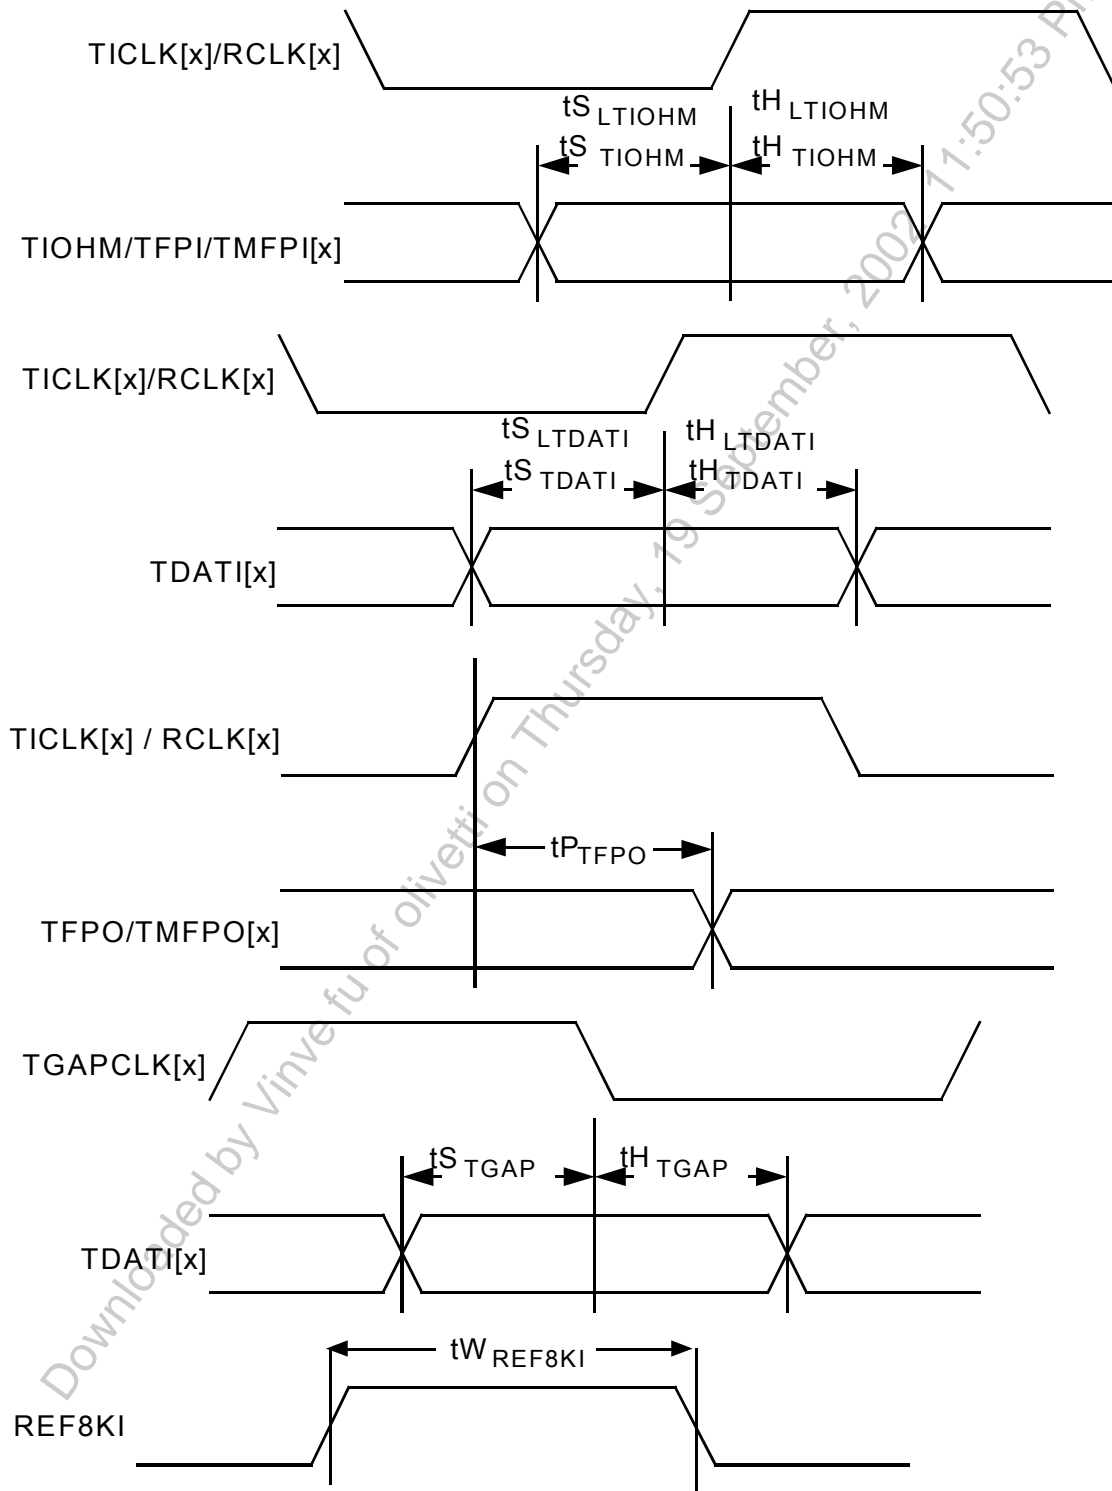 TICLK[x]/RCLK[x]
tS LTIOHM
tH LTIOHM
tS TIOHM
tH TIOHM
TIOHM/TFPI/TMFPI[x]
TICLK[x]/RCLK[x]
tS LTDATI
tH LTDATI
tS TDATI
tH TDATI
TDATI[x]
TICLK[x] / RCLK[x]
tP TFPO
TFPO/TMFPO[x]
TGAPCLK[x]
tS TGAP
tH TGAP
TDATI[x]
tW REF8KI
REF8KI
Downloaded by Vinve fu of olivetti on Thursday, 19 September, 2002 11:50:53